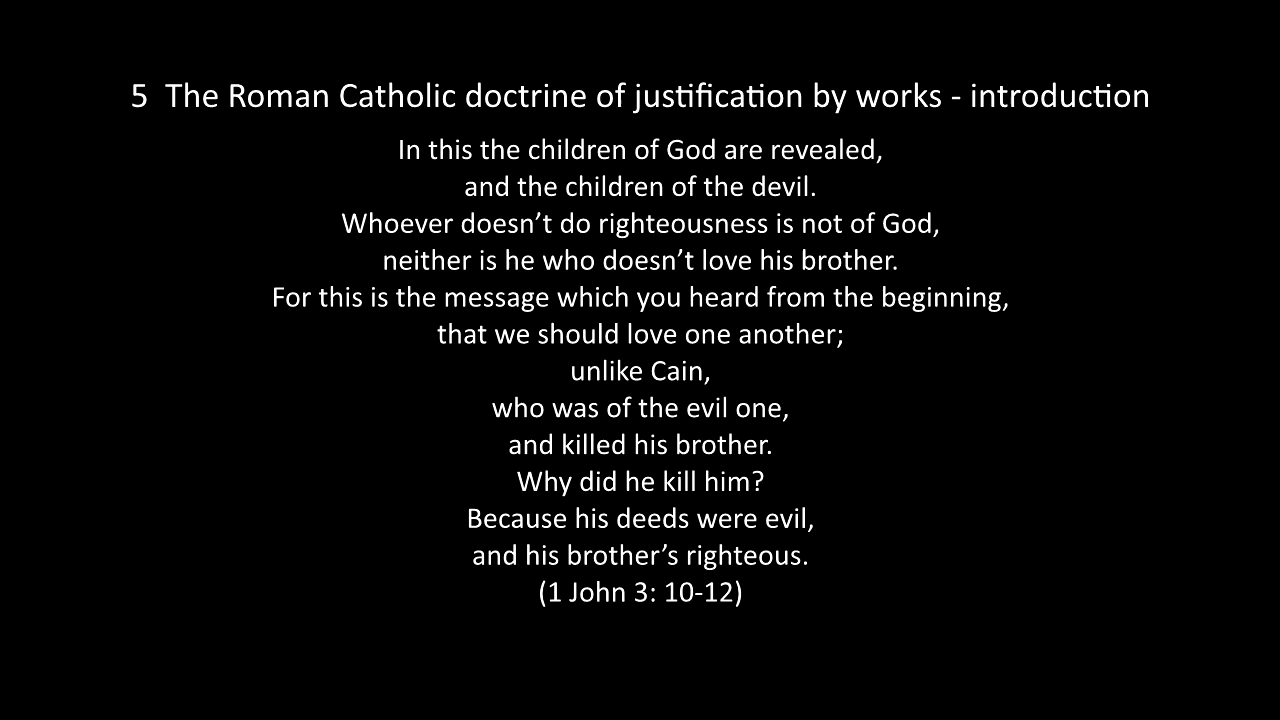 5  The Roman Catholic doctrine of justification by works - introduction
In this the children of God are revealed,
and the children of the devil.
Whoever doesn’t do righteousness is not of God,
neither is he who doesn’t love his brother.
For this is the message which you heard from the beginning,
that we should love one another;
unlike Cain,
who was of the evil one,
and killed his brother.
Why did he kill him?
Because his deeds were evil,
and his brother’s righteous.
(1 John 3: 10-12)